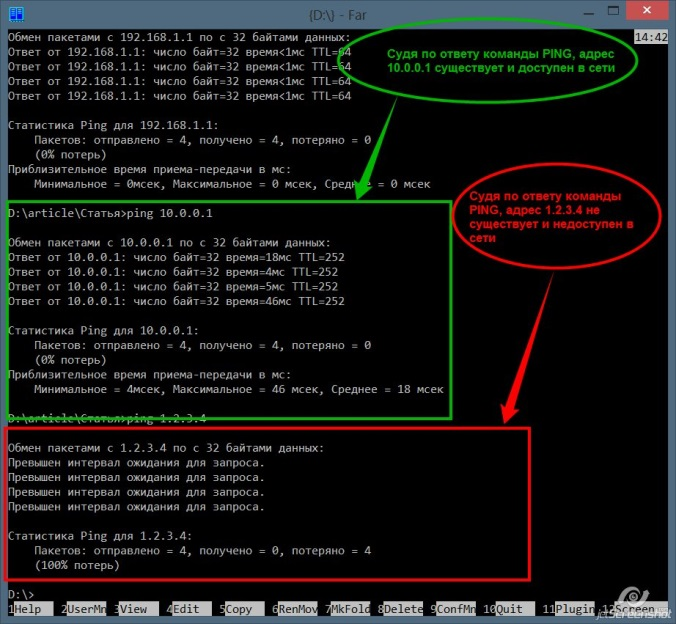 {D:\} - Far
Обмен пакетами с 192.168.1.1 по с 32 байтами данных:
14:42
Ответ от 192.168.1.1: число байт=32 время<1мс TTL=64
Ответ от 192.168.1.1: число байт=32 время<1мс TTL=64
Ответ от 192.168.1.1: число байт=32 время<1мс TTL=64
Ответ от 192.168.1.1: число байт=32 время<1мс TTL=64
Судя по ответу команды PING, адрес
10.0.0.1 существует и доступен в сети
Статистика Ping для 192.168.1.1:
Пакетов: отправлено = 4, получено = 4, потеряно = 0
(0% потерь)
Приблизительное время приема-передачи в мс:
Минимальное = 0мсек, Максимальное = 0 мсек, Среднее = 0 мсек
Судя по ответу команды
PING, адрес 1.2.3.4 не
существует и недоступен в
сети
D:\article\Статья>ping 10.0.0.1
Обмен пакетами с 10.0.0.1 по с 32 байтами данных:
Ответ от 10.0.0.1: число байт=32 время=18мс TTL=252
Ответ от 10.0.0.1: число байт=32 время=4мс TTL=252
Ответ от 10.0.0.1: число байт=32 время=5мс TTL=252
Ответ от 10.0.0.1: число байт=32 время=46мс TTL=252
Статистика Ping для 10.0.0.1:
Пакетов: отправлено = 4, получено = 4, потеряно = 0
(0% потерь)
Приблизительное время приема-передачи в мс:
Минимальное = 4мсек, Максимальное = 46 мсек, Среднее = 18 мсек
D:\article\Статья>ping 1.2.3.4
Обмен пакетами с 1.2.3.4 по с 32 байтами данных:
Превышен интервал ожидания для запроса.
Превышен интервал ожидания для запроса.
Превышен интервал ожидания для запроса.
Превышен интервал ожидания для запроса.
Статистика Ping для 1.2.3.4:
Пакетов: отправлено = 4, получено = 0, потеряно = 4
(100% потерь)
D:\>
1Help 2UserMn 3View 4Edit 5Copy 6RenMov 7MkFold 8Delete 9ConfMn 10Quit 11Plugin 12Screen
jetScreenshot